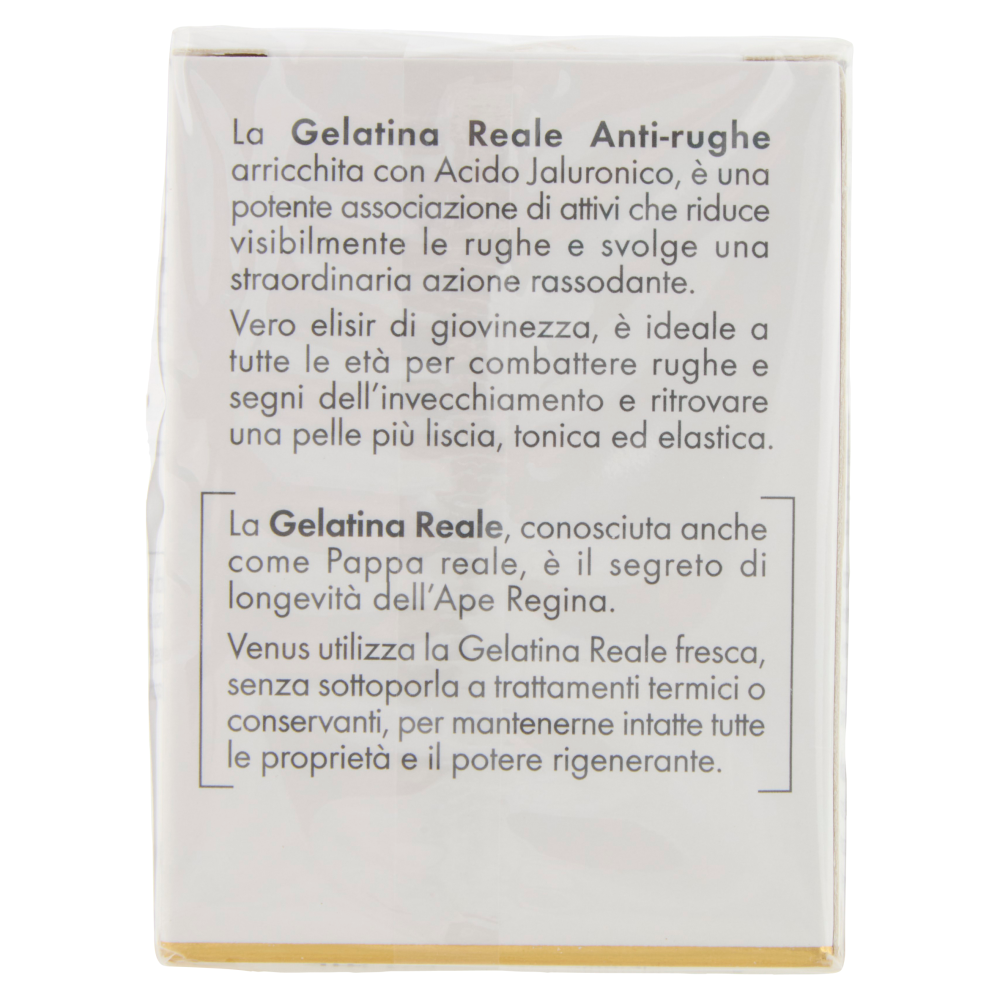 La Gelatina Reale Anti-rughe
arricchita con Acido Jaluronico, è una
potente associazione di attivi che riduce
visibilmente le rughe e svolge una
straordinaria azione rassodante.
Vero elisir di giovinezza, è ideale a
tutte le età per combattere rughe e
segni dell'invecchiamento e ritrovare
una pelle più liscia, tonica ed elastica.
La Gelatina Reale, conosciuta anche
come Pappa reale, è il segreto di
longevità dell'Ape Regina.
Venus utilizza la Gelatina Reale fresca,
senza sottoporla a trattamenti termici o
conservanti, per mantenerne intatte tutte
le proprietà e il potere rigenerante.